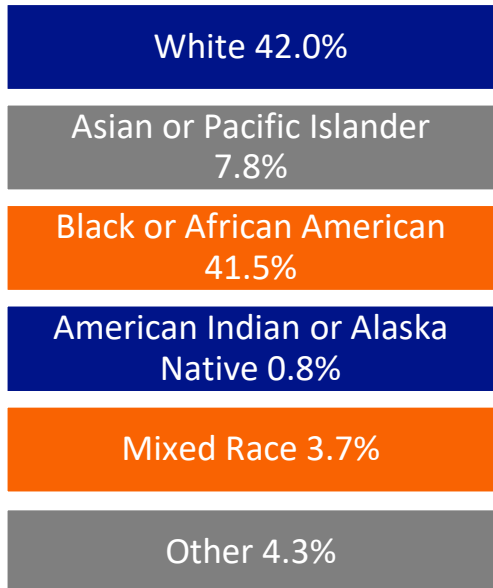 White 42.0%
Asian or Pacific Islander
7.8%
Black or African American
41.5%
American Indian or Alaska
Native 0.8%
Mixed Race 3.7%
Other 4.3%